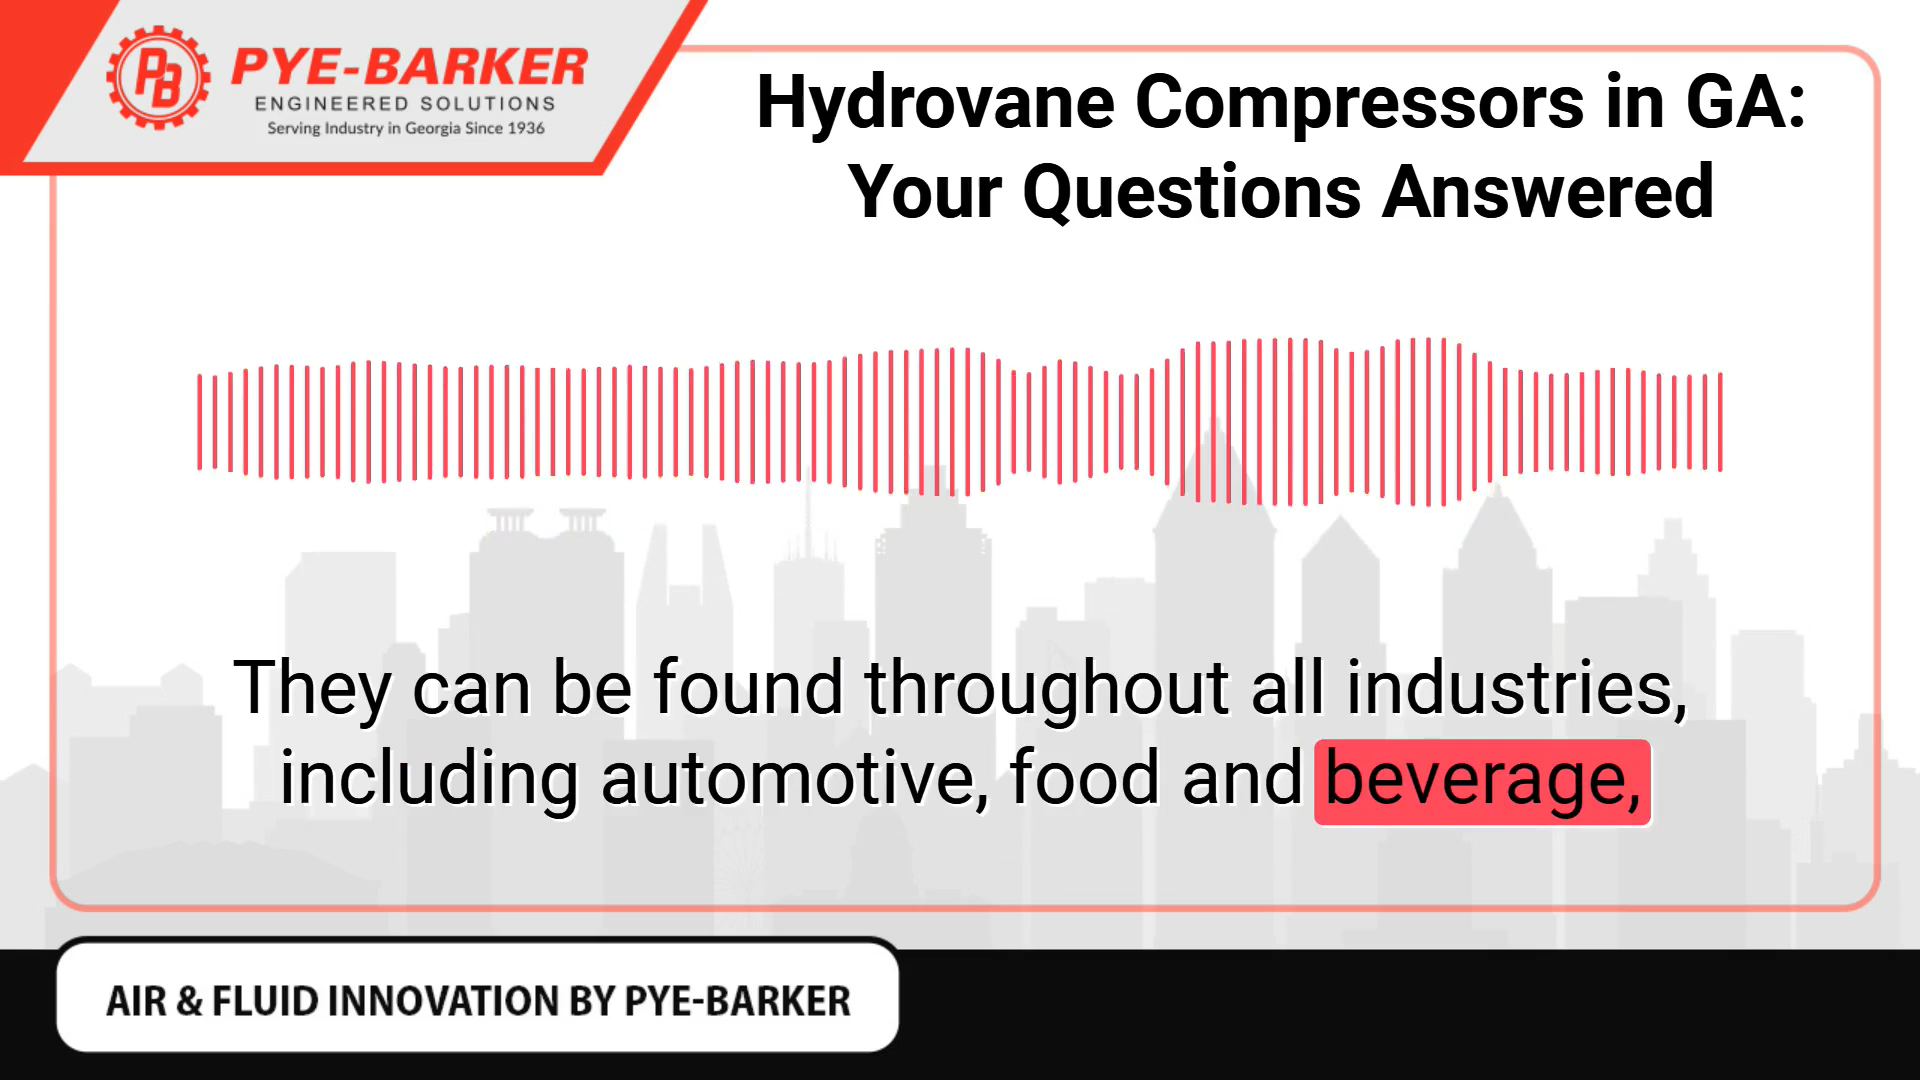 PB
PYE-BARKER
ENGINEERED SOLUTIONS
Serving Industry in Georgia Since 1936
Hydrovane Compressors in GA:
Your Questions Answered
They can be found throughout all industries,
including automotive, food and beverage,
AIR & FLUID INNOVATION BY PYE-BARKER